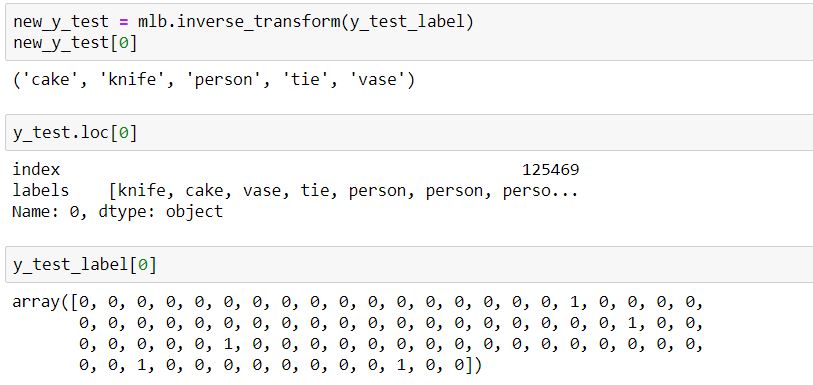 new_y_test = mlb.inverse_transform(y_test_label)
new_y_test[0]
('cake', 'knife', 'person', 'tie', 'vase')
y_test.loc[0]
index 125469
labels [knife, cake, vase, tie, person, person, perso...
Name: 0, dtype: object
y_test_label[0]
array([0, 0, 0, 0, 0, 0, 0, 0, 0, 0, 0, 0, 0, 0, 0, 0, 0, 1, 0, 0, 0, 0,
0, 0, 0, 0, 0, 0, 0, 0, 0, 0, 0, 0, 0, 0, 0, 0, 0, 0, 0, 1, 0, 0,
0, 0, 0, 0, 0, 1, 0, 0, 0, 0, 0, 0, 0, 0, 0, 0, 0, 0, 0, 0, 0, 0,
0, 0, 1, 0, 0, 0, 0, 0, 0, 0, 0, 1, 0, 0])